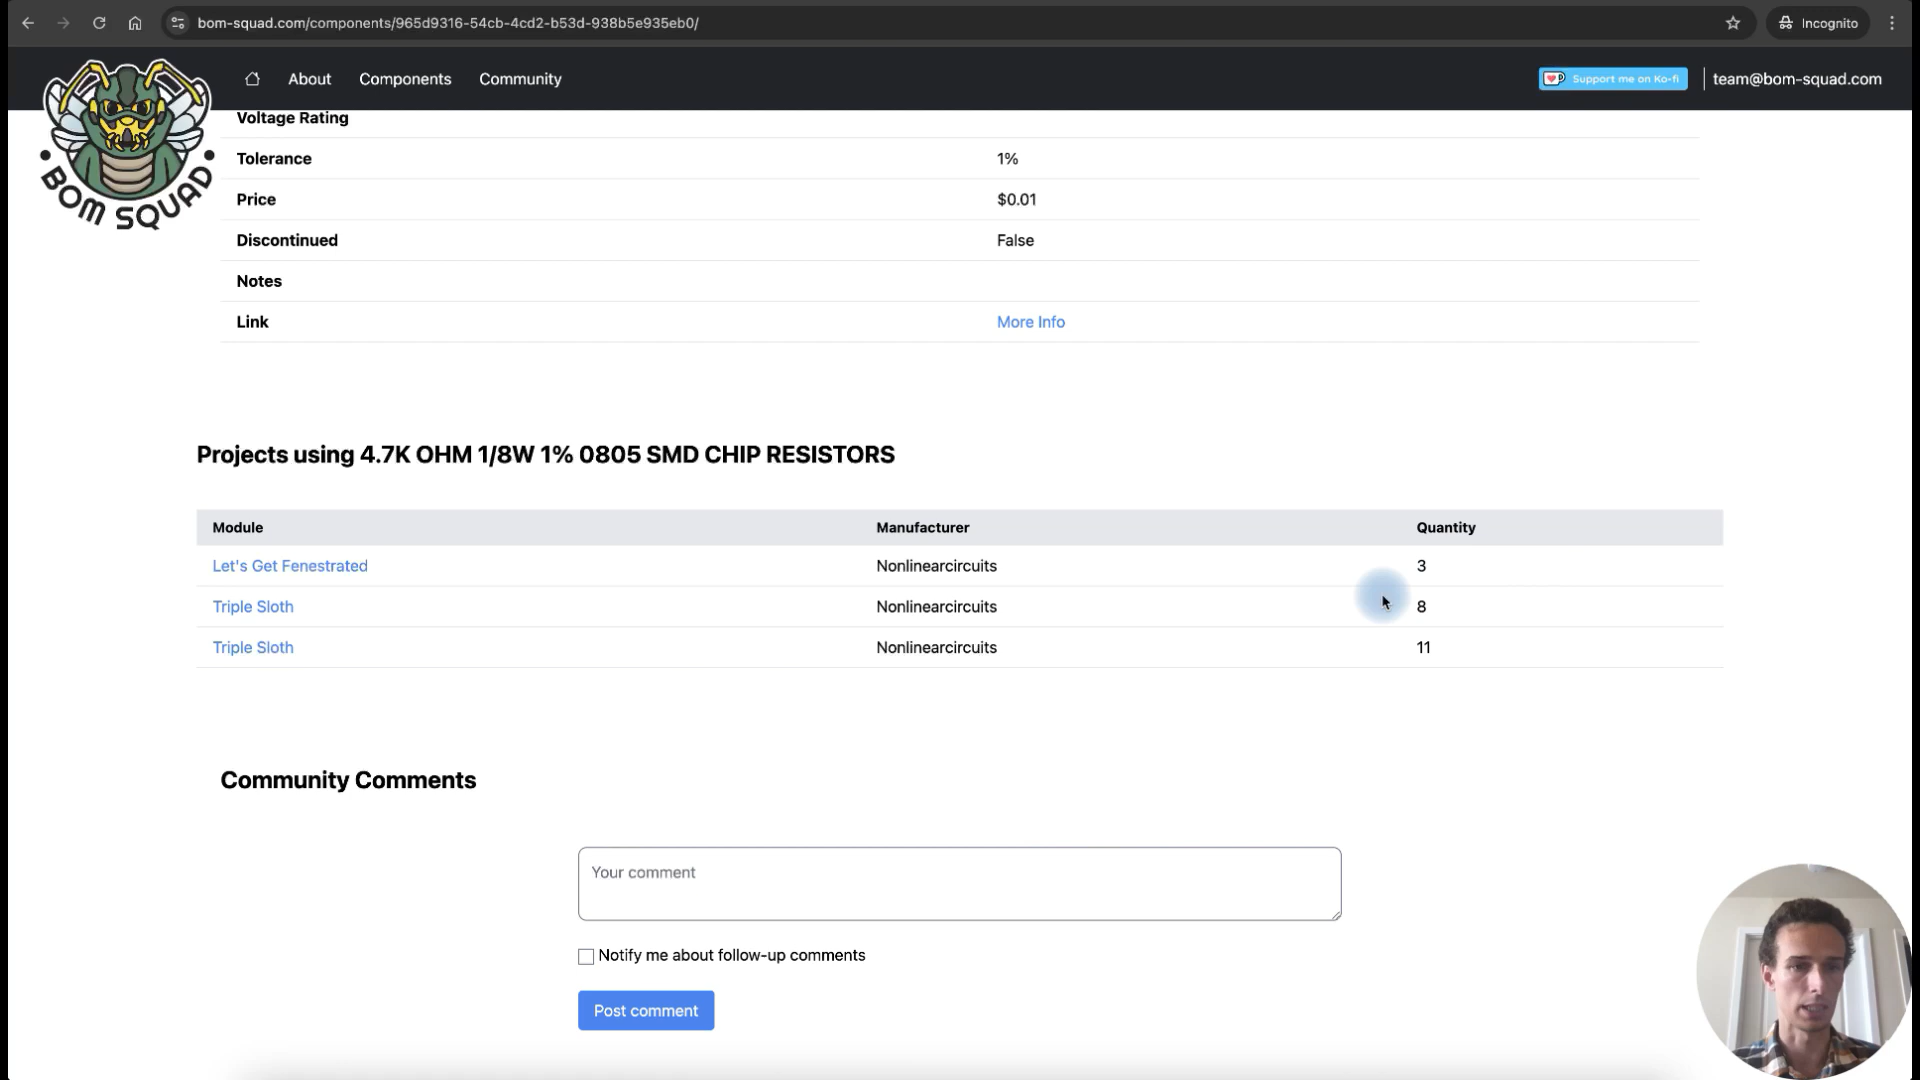 bom-squad.com/components/965d9316-54cb-4cd2-b53d-938b5e935eb0/
Incognito
About
Components
Community
Support me on Ko-fi
team@bom-squad.com
BOM SQUAD
Voltage Rating
Tolerance 1%
Price $0.01
Discontinued False
Notes
Link More Info
Projects using 4.7K OHM 1/8W 1% 0805 SMD CHIP RESISTORS
Module Manufacturer Quantity
Let's Get Fenestrated Nonlinearcircuits 3
Triple Sloth Nonlinearcircuits 8
Triple Sloth Nonlinearcircuits 11
Community Comments
Your comment
Notify me about follow-up comments
Post comment